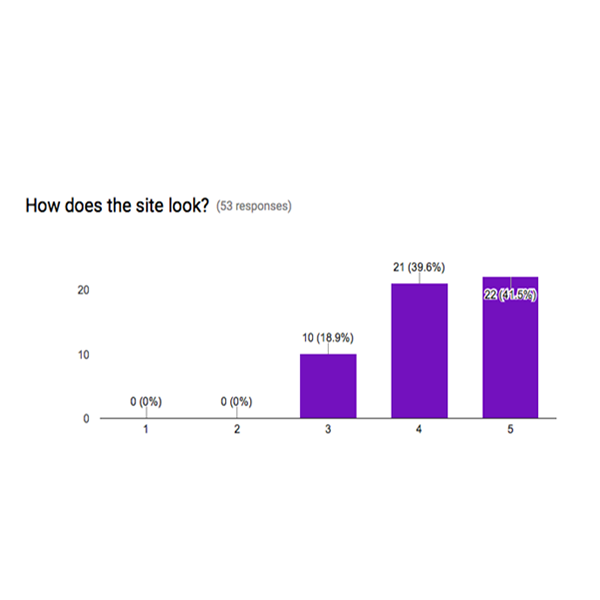 How does the site look? (53 responses)
21 (39.6%)
20
22 (41.5%)
10 (18.9%)
10
0 (0%) 0 (0%)
0
1 2 3 4 5